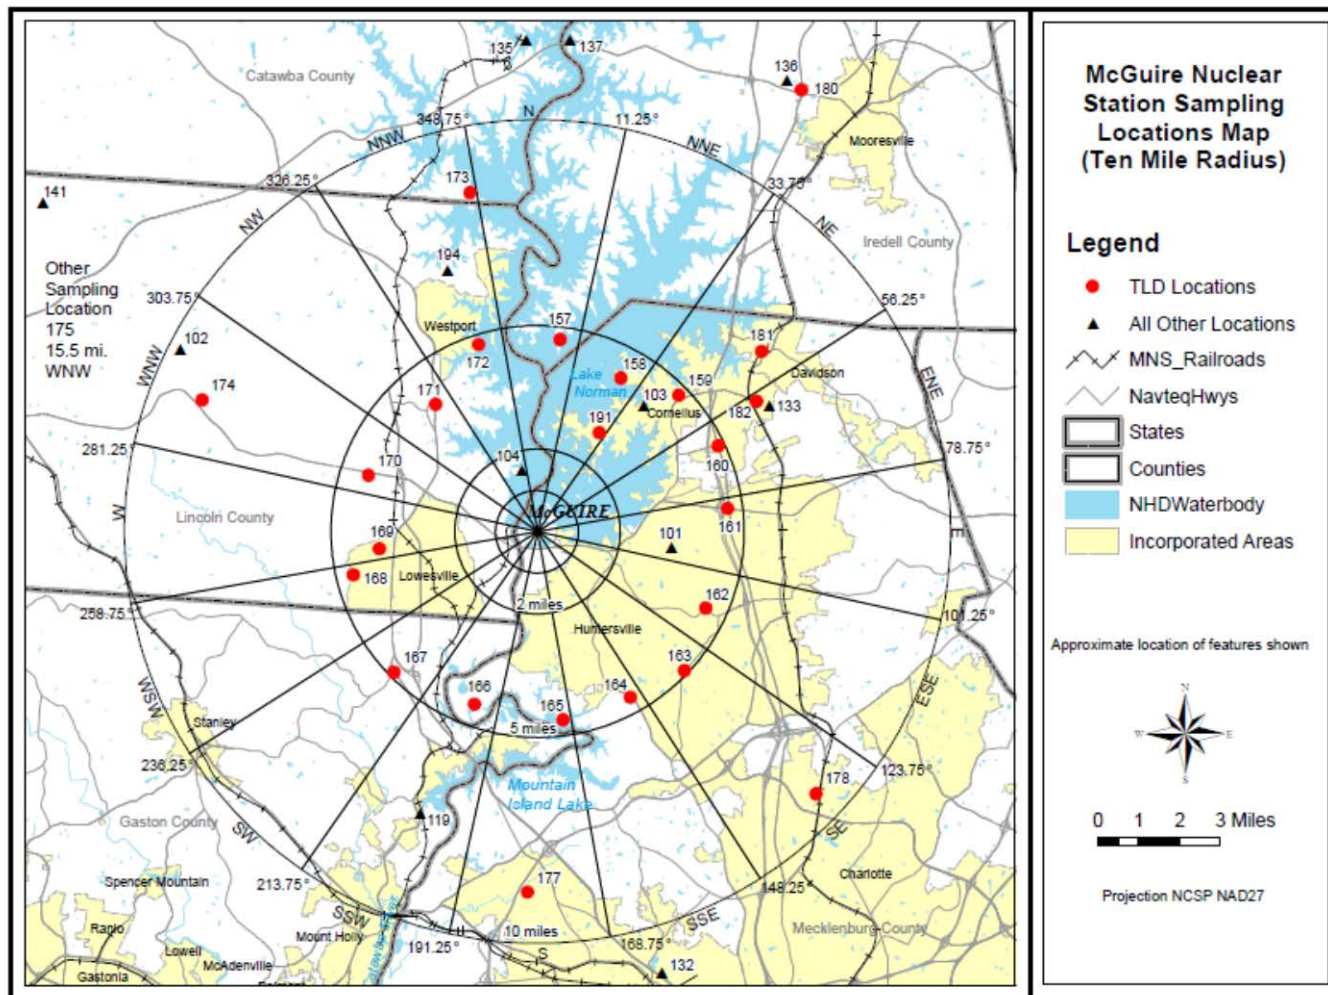 135
137
136
180
Catawba County
348.75°
N
11.25°
NNW
NNE
Mooresville
141
326.25°
173
33.75°
NW
NE
Iredell County
Other
Sampling
Location
175
15.5 mi.
WNW
194
303.75°
56.25°
Westport
157
102
WNW
172
181
158
Lake
Norman
159
Davidson
ENE
174
171
103
Cornelius
182
133
191
281.25°
104
160
78.75°
170
W
Lincoln County
McGUIRE
161
E
101
169
168
Lowesville
2 miles
162
258.75°
101.25°
Huntersville
167
163
166
164
WSW
ESE
165
Stanley
5 miles
236.25°
123.75°
Mountain
Island Lake
178
119
Gaston County
SW
SE
213.75°
Spencer Mountain
177
148.25°
Charlotte
SSW
SSE
Ranlo
Mount Holly
191.25°
10 miles
168.75°
Mecklenburg County
Lowell
McAdenville
S
132
Gastonia
McGuire Nuclear
Station Sampling
Locations Map
(Ten Mile Radius)
Legend
TLD Locations
All Other Locations
MNS_Railroads
NavteqHwys
States
Counties
NHDWaterbody
Incorporated Areas
Approximate location of features shown
N
W
E
S
0 1 2 3 Miles
Projection NCSP NAD27